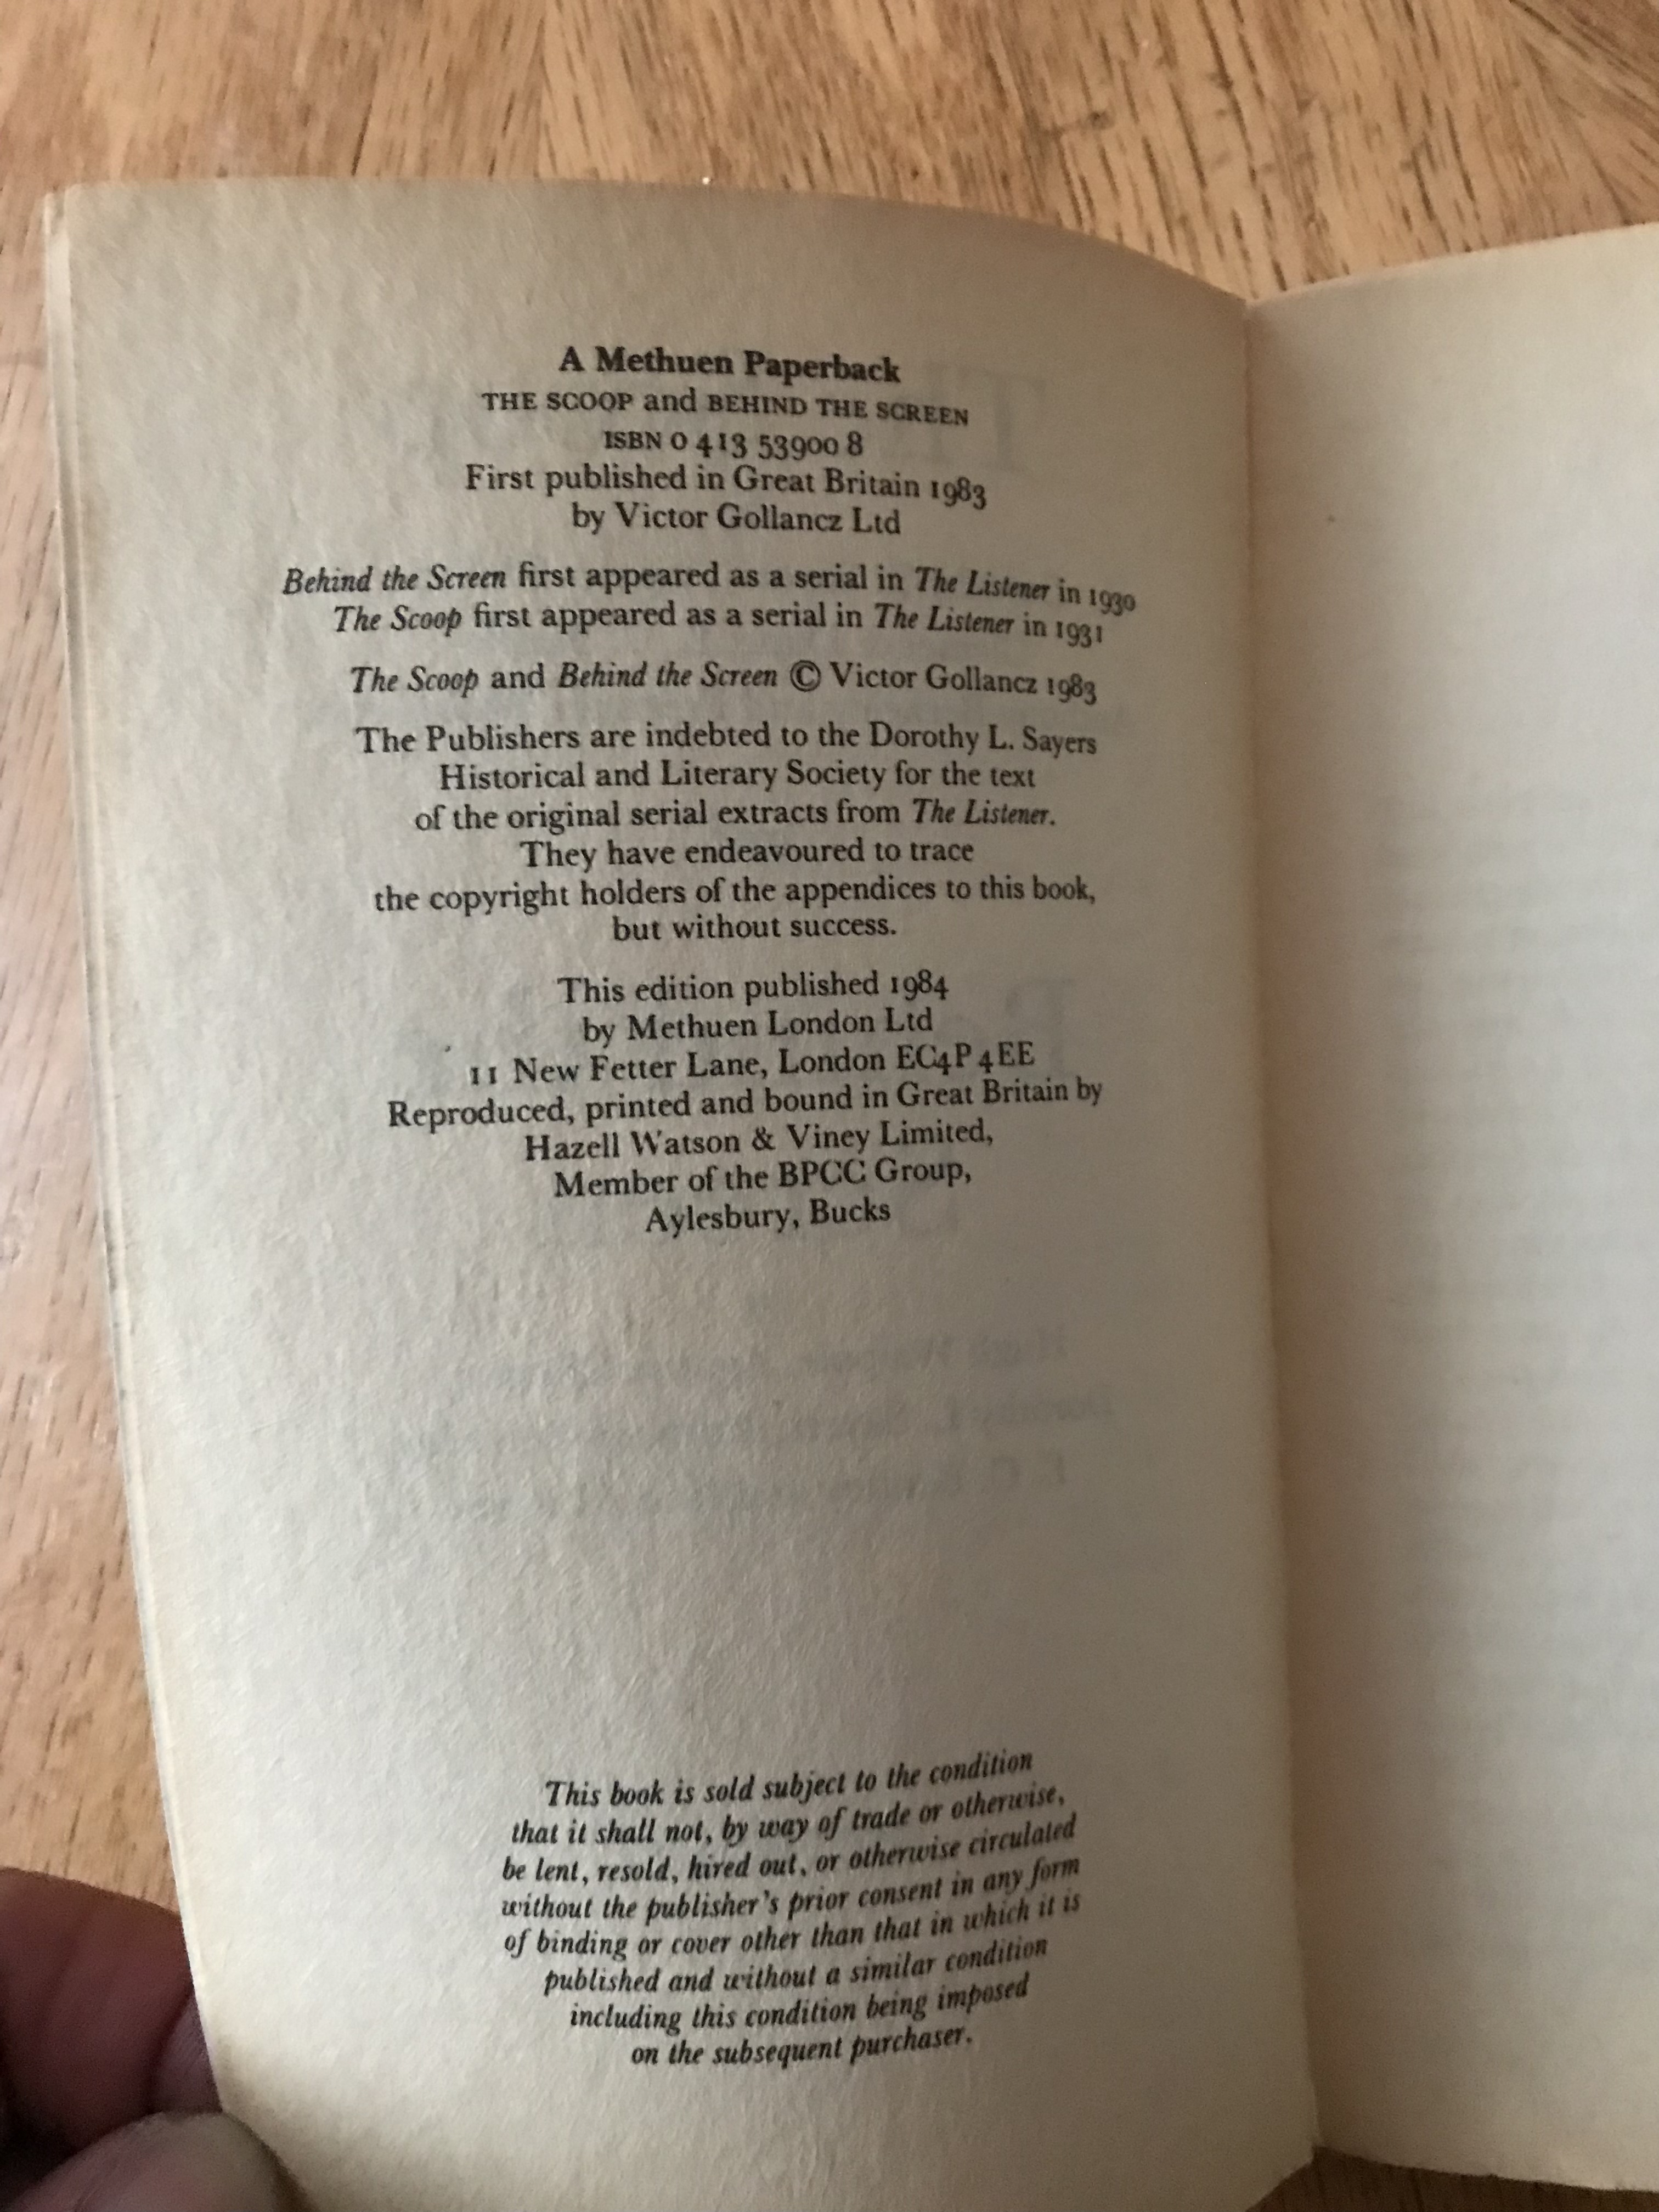 A Methuen Paperback
THE SCOOP and BEHIND THE SCREEN
ISBN 0 413 53900 8
First published in Great Britain 1983
by Victor Gollancz Ltd
Behind the Screen first appeared as a serial in The Listener in 1930
The Scoop first appeared as a serial in The Listener in 1931
The Scoop and Behind the Screen © Victor Gollancz 1983
The Publishers are indebted to the Dorothy L. Sayers
Historical and Literary Society for the text
of the original serial extracts from The Listener.
They have endeavoured to trace
the copyright holders of the appendices to this book,
but without success.
This edition published 1984
by Methuen London Ltd
11 New Fetter Lane, London EC4P 4EE
Reproduced, printed and bound in Great Britain by
Hazell Watson & Viney Limited,
Member of the BPCC Group,
Aylesbury, Bucks
This book is sold subject to the condition
that it shall not, by way of trade or otherwise,
be lent, resold, hired out, or otherwise circulated
without the publisher's prior consent in any form
of binding or cover other than that in which it is
published and without a similar condition
including this condition being imposed
on the subsequent purchaser.